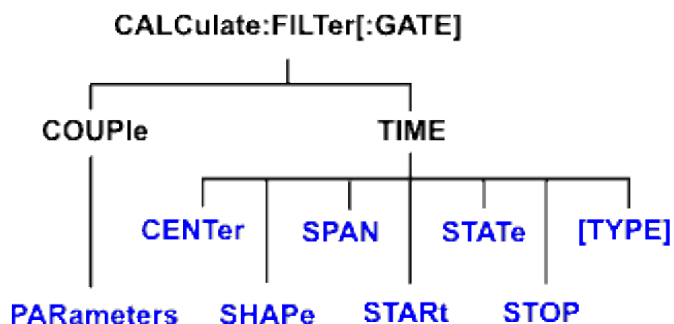 CALCulate:FILTer[:GATE]
COUPle TIME
CENTer SPAN STATe [TYPE]
PARameters SHAPe STARt STOP